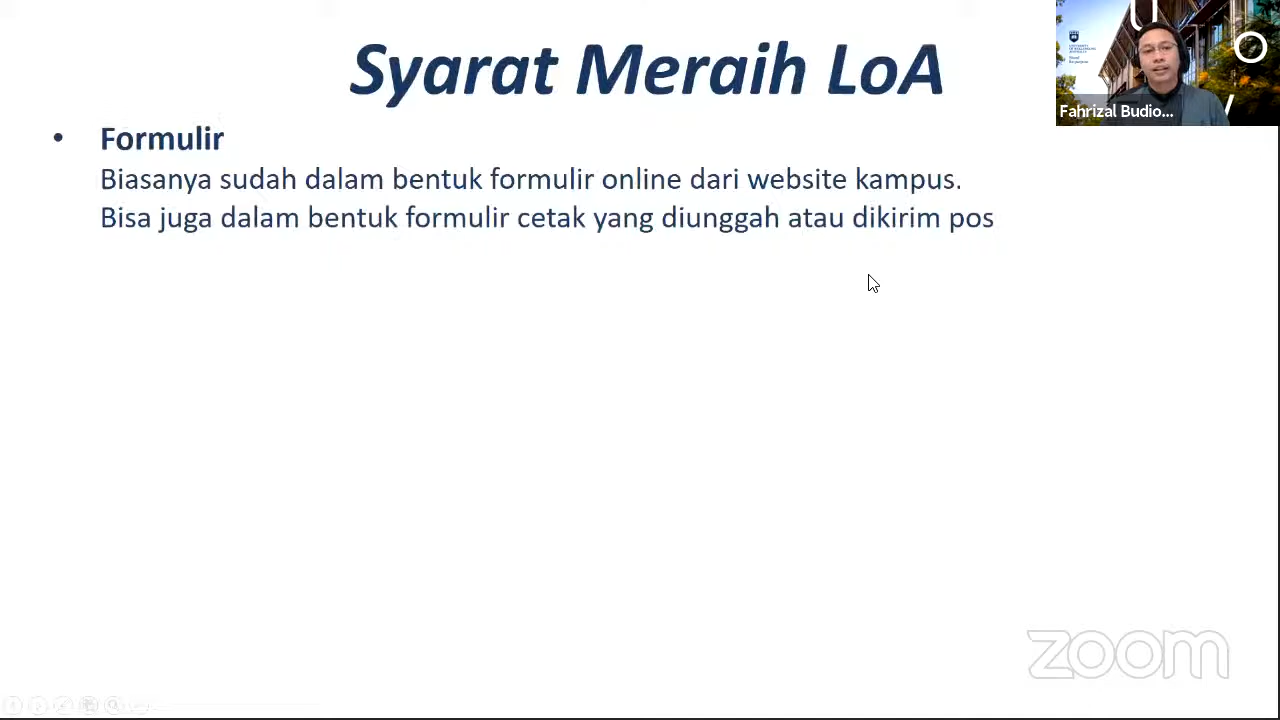 Syarat Meraih LoA
• Formulir
Biasanya sudah dalam bentuk formulir online dari website kampus.
Bisa juga dalam bentuk formulir cetak yang diunggah atau dikirim pos
Fahrizal Budio...
U
O
zoom